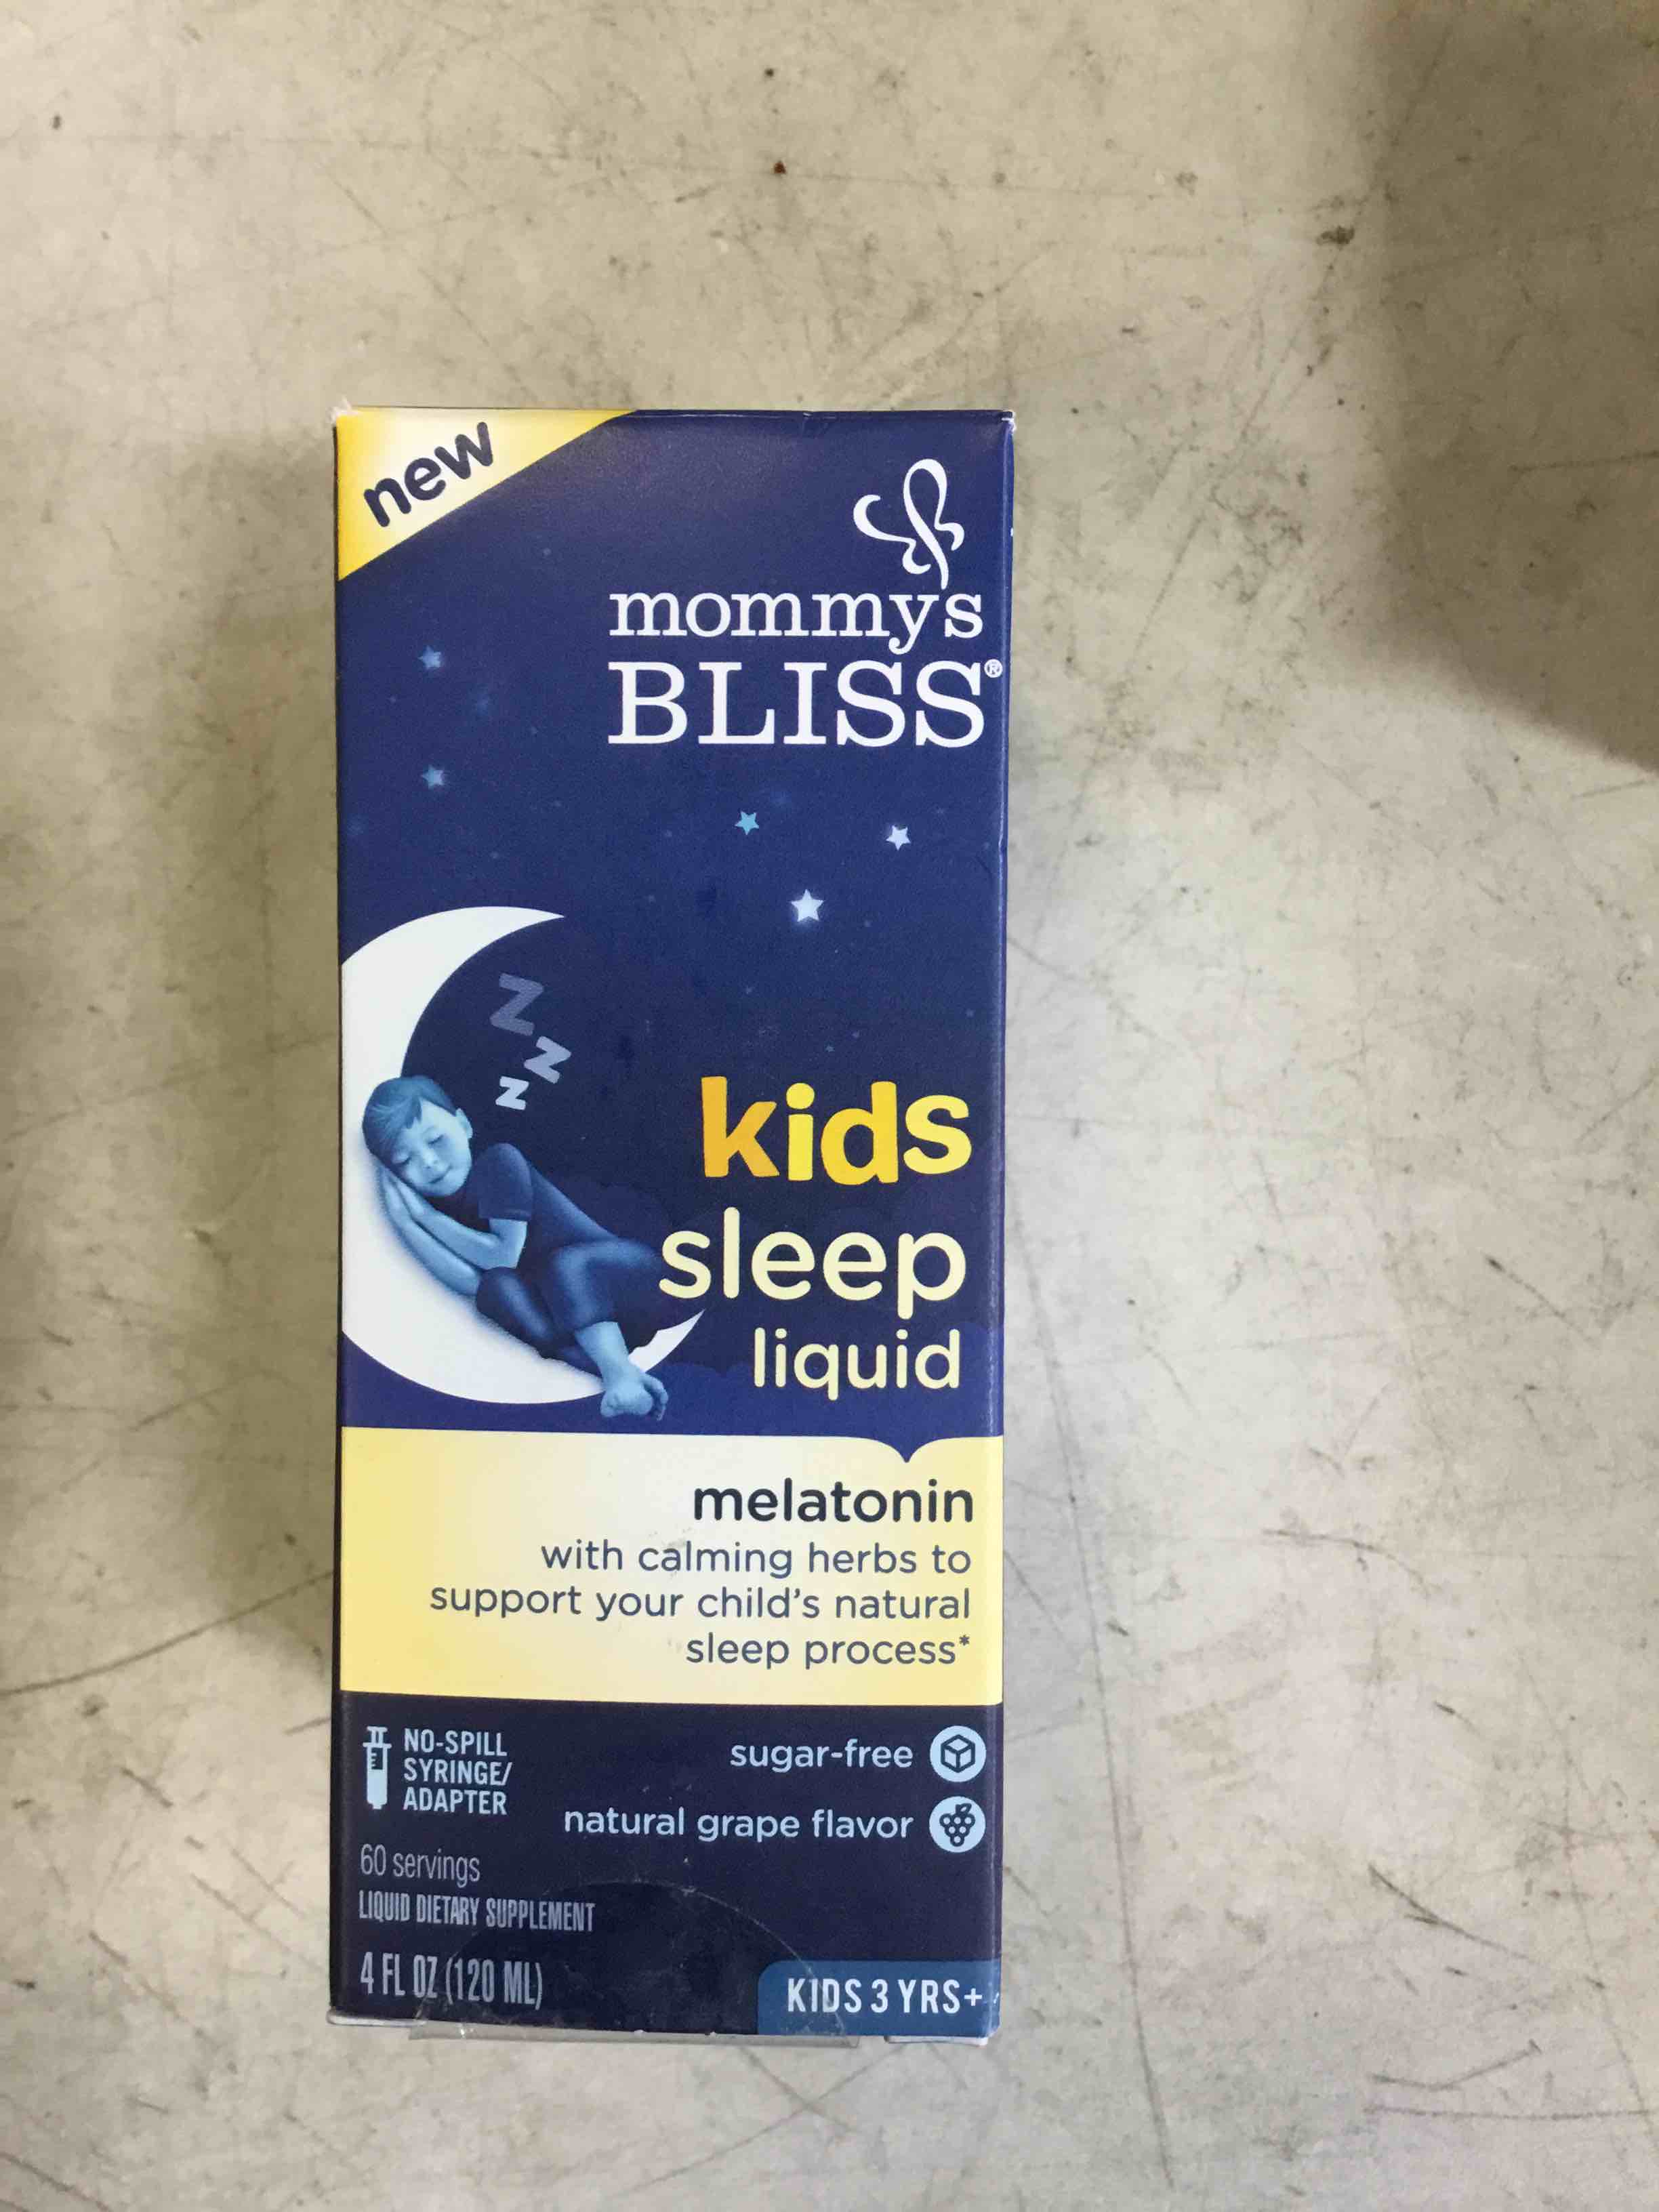 new
mommy's
BLISS®
z
z
z
kids
sleep
liquid
melatonin
with calming herbs to
support your child's natural
sleep process*
NO-SPILL
SYRINGE/
ADAPTER
sugar-free
natural grape flavor
60 servings
LIQUID DIETARY SUPPLEMENT
4 FL OZ (120 ML)
KIDS 3 YRS+